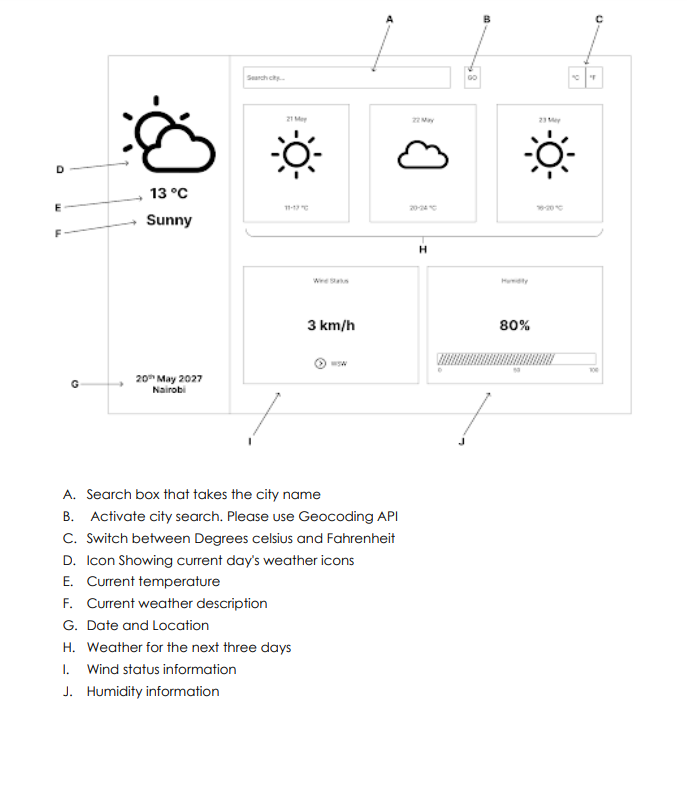 A
B
C
Search city...
GO
°C
°F
21 May
22 May
23 May
D
13 °C
E
Sunny
F
11-17 °C
20-24 °C
16-20 °C
H
Wind Status
Humidity
3 km/h
80%
WSW
0
50
100
G
20th May 2027
Nairobi
I
J
A. Search box that takes the city name
B. Activate city search. Please use Geocoding API
C. Switch between Degrees celsius and Fahrenheit
D. Icon Showing current day's weather icons
E. Current temperature
F. Current weather description
G. Date and Location
H. Weather for the next three days
I. Wind status information
J. Humidity information